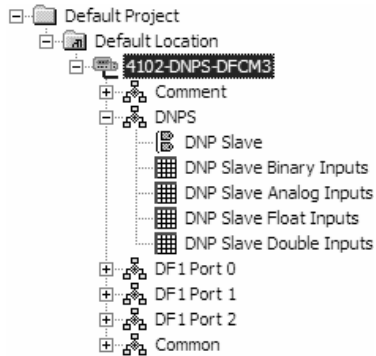 Default Project
Default Location
4102-DNPS-DFCM3
Comment
DNPS
DNP Slave
DNP Slave Binary Inputs
DNP Slave Analog Inputs
DNP Slave Float Inputs
DNP Slave Double Inputs
DF1 Port 0
DF1 Port 1
DF1 Port 2
Common